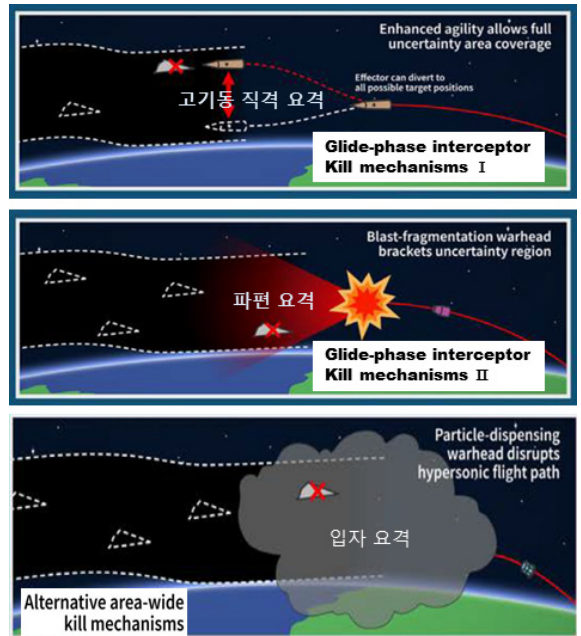 Enhanced agility allows full
uncertainty area coverage
Effector can divert to
all possible target positions
고기동 직격 요격
Glide-phase interceptor
Kill mechanisms Ⅰ
Blast-fragmentation warhead
brackets uncertainty region
파편 요격
Glide-phase interceptor
Kill mechanisms Ⅱ
Particle-dispensing
warhead disrupts
hypersonic flight path
입자 요격
Alternative area-wide
kill mechanisms